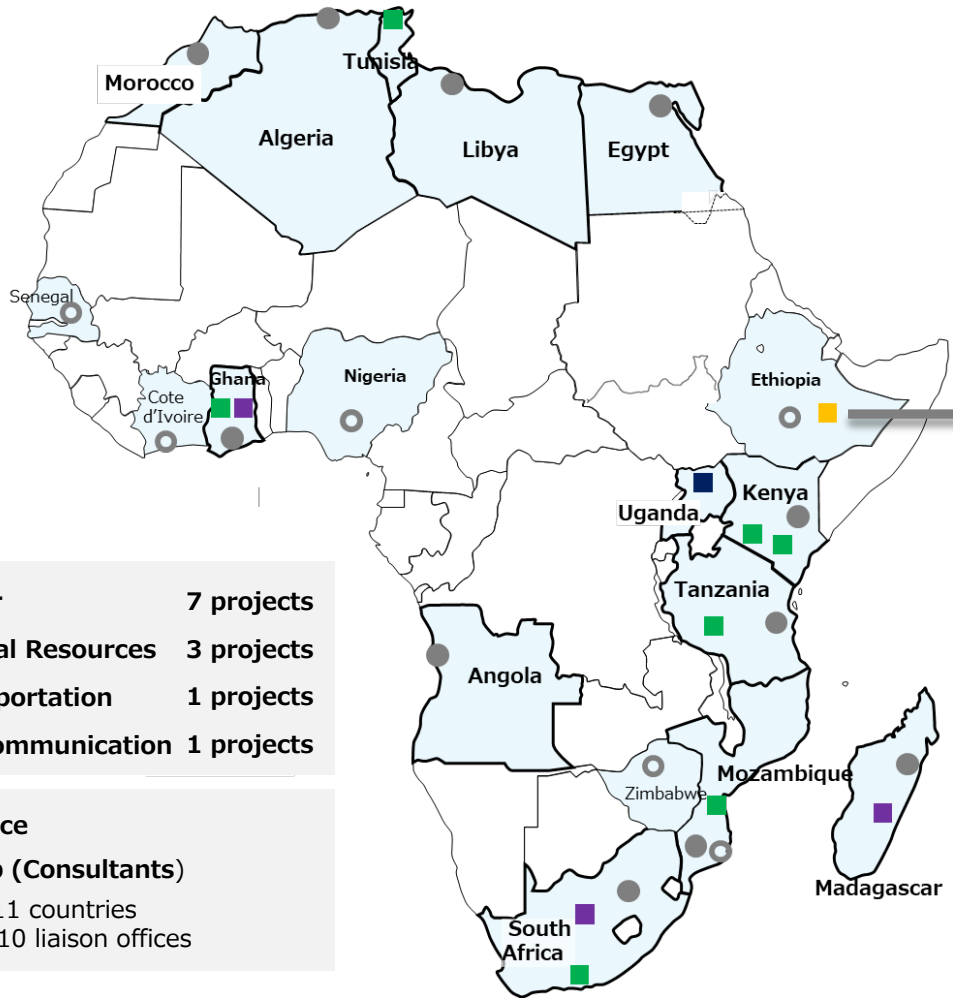 Tunisia
Morocco
Algeria
Libya
Egypt
Senegal
Ghana
Nigeria
Cote
d'Ivoire
Ethiopia
Kenya
Uganda
Tanzania
7 projects
al Resources 3 projects
portation 1 projects
ommunication 1 projects
Angola
Mozambique
Zimbabwe
Madagascar
South
Africa
ce
(Consultants)
11 countries
10 liaison offices